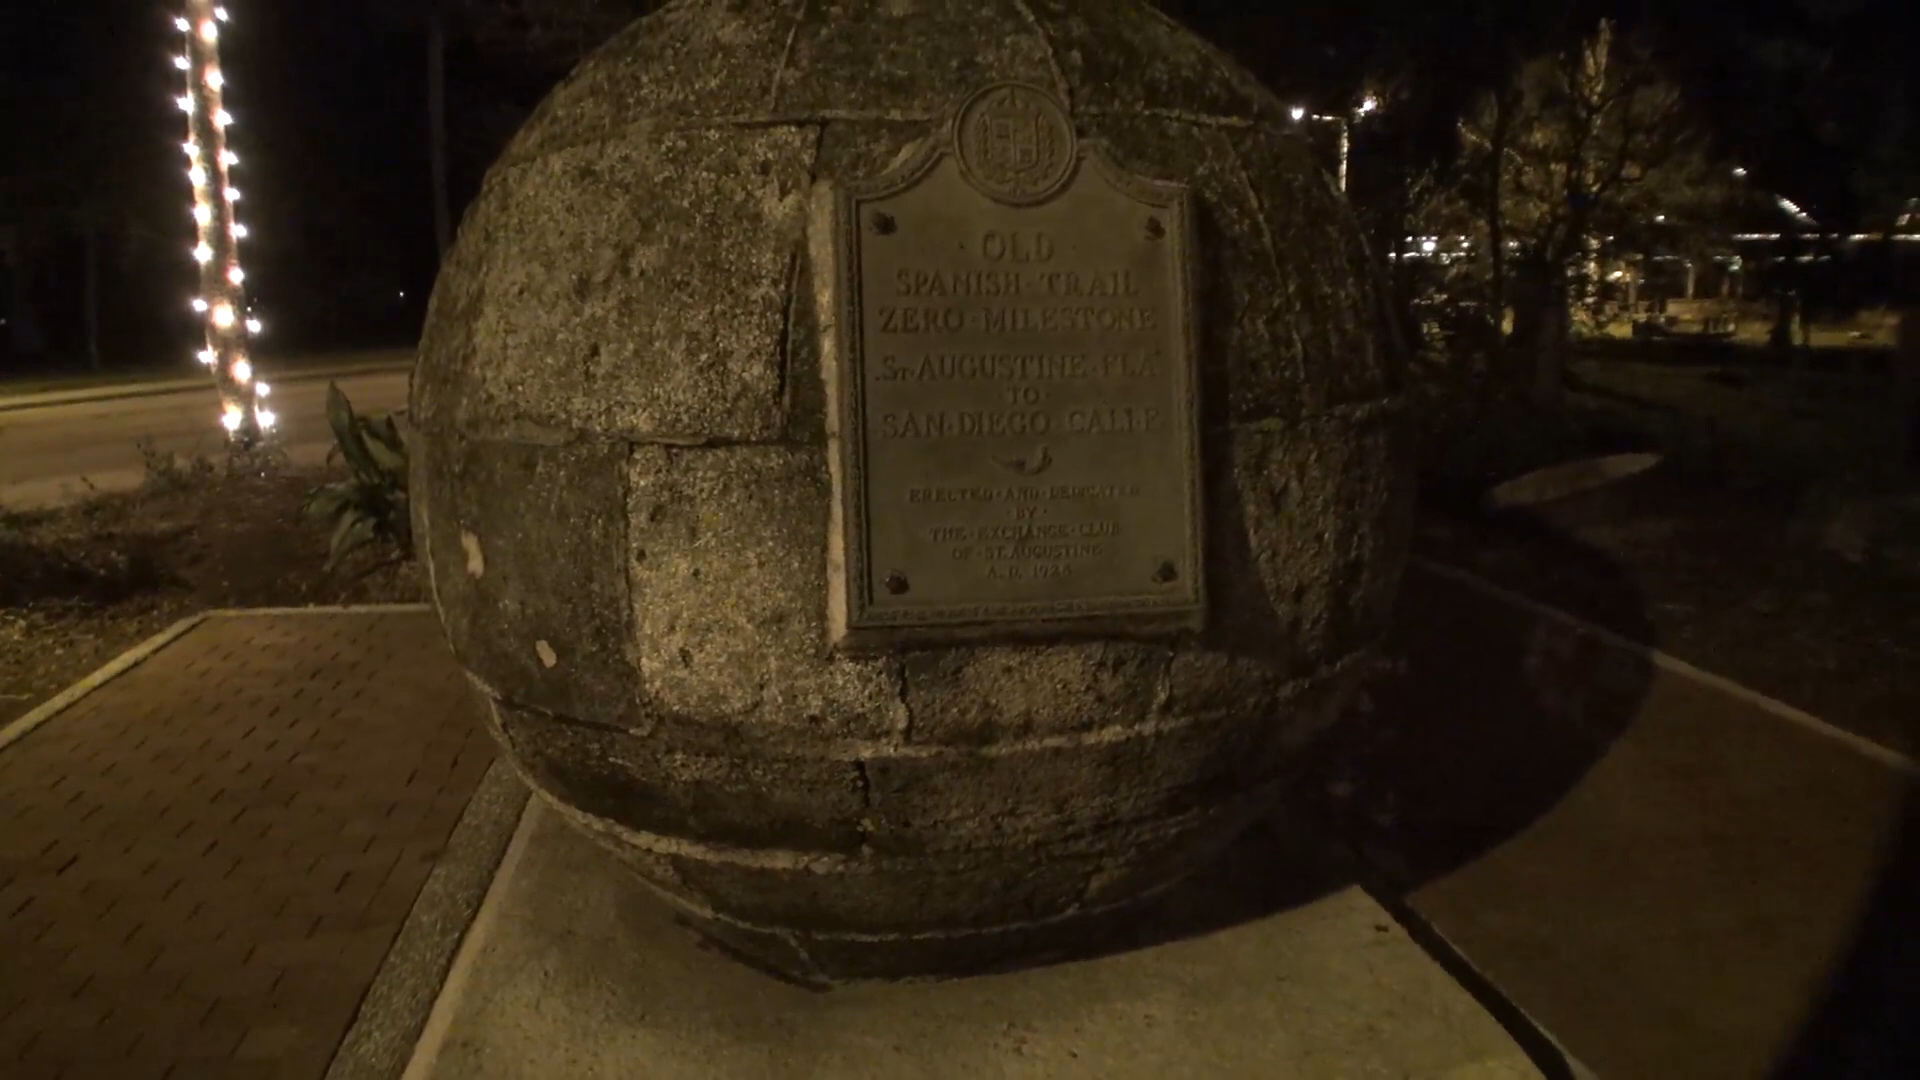 · OLD ·
SPANISH · TRAIL
ZERO · MILESTONE
ST. AUGUSTINE · FLA
TO ·
SAN · DIEGO · CALIF.
ERECTED · AND · DEDICATED
· BY ·
THE · EXCHANGE · CLUB
OF · ST. AUGUSTINE
A. D. 1928